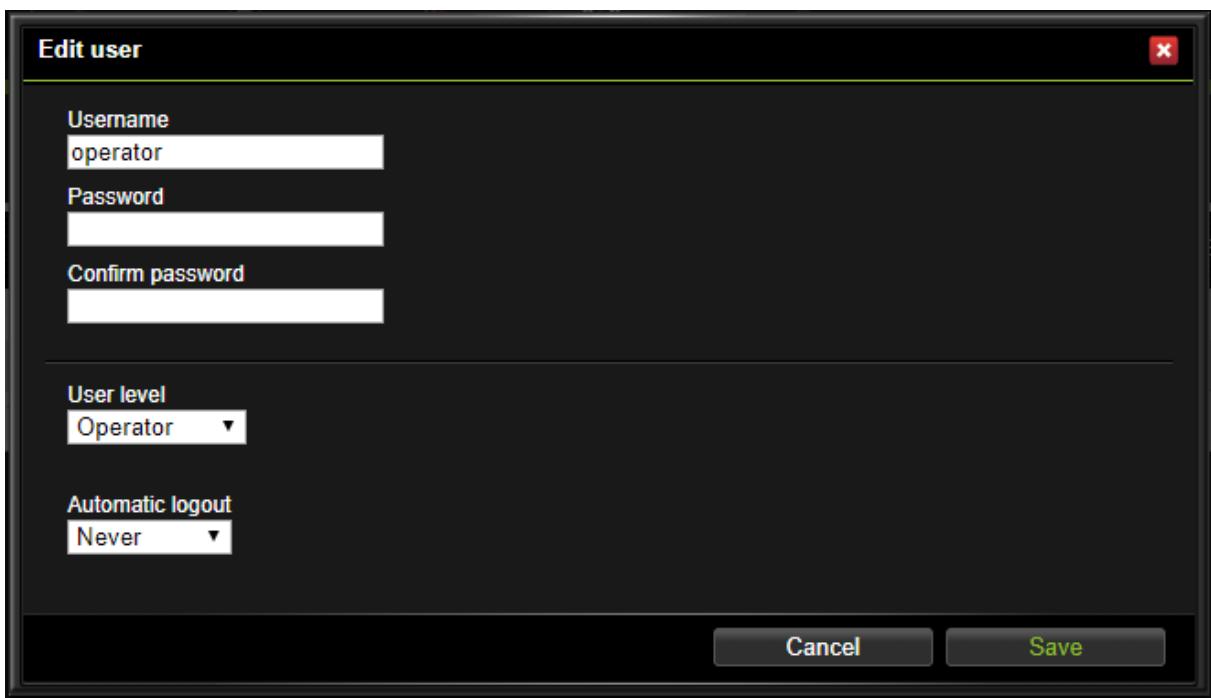 Edit user
Username
operator
Password
Confirm password
User level
Operator
Automatic logout
Never
Cancel Save